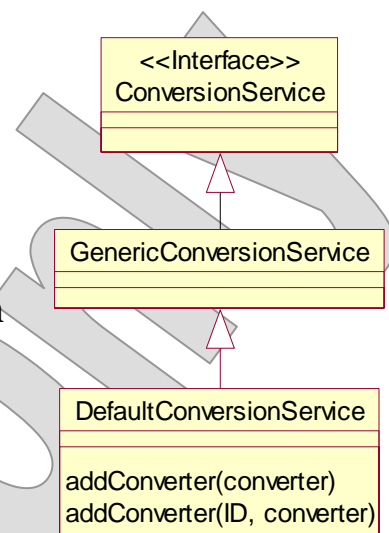 <<Interface>>
ConversionService
GenericConversionService
DefaultConversionService
addConverter(converter)
addConverter(ID, converter)